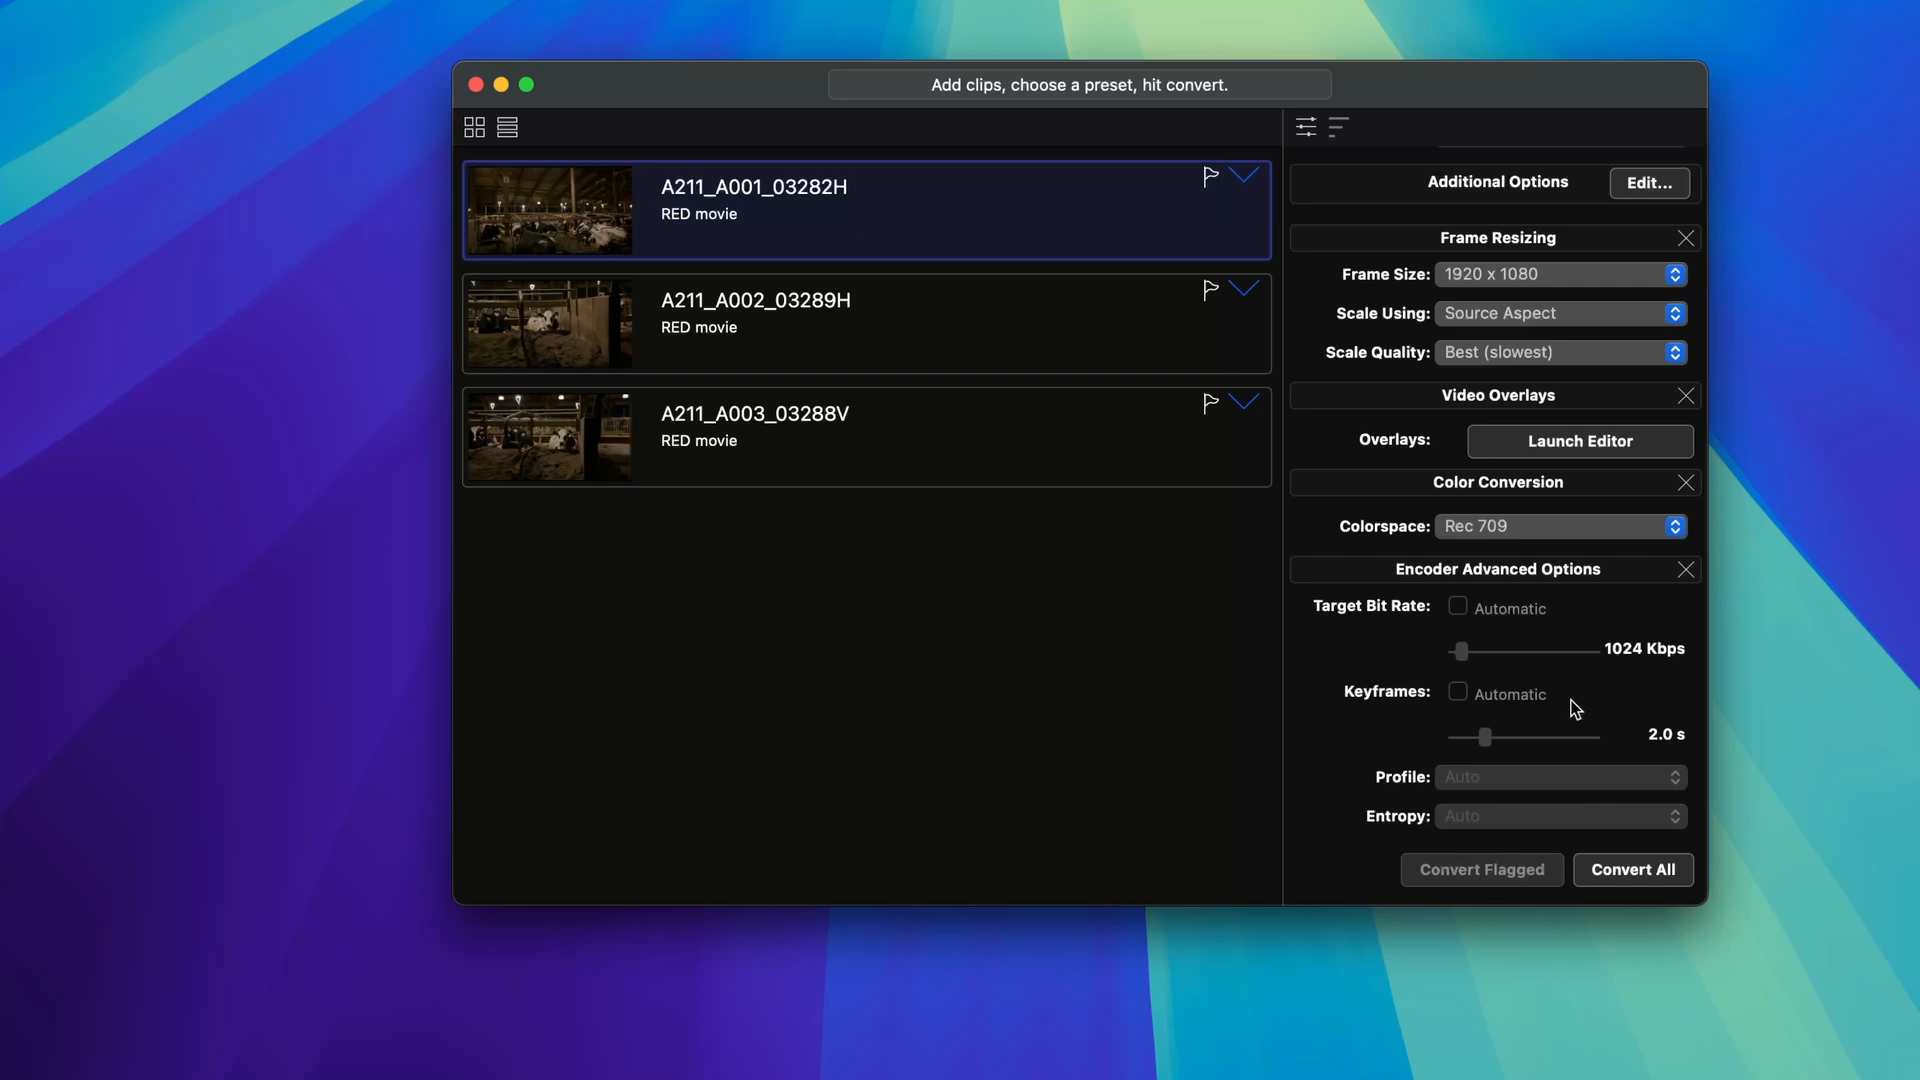 Add clips, choose a preset, hit convert.
A211_A001_03282H
RED movie
A211_A002_03289H
RED movie
A211_A003_03288V
RED movie
Additional Options Edit...
Frame Resizing
Frame Size: 1920 x 1080
Scale Using: Source Aspect
Scale Quality: Best (slowest)
Video Overlays
Overlays: Launch Editor
Color Conversion
Colorspace: Rec 709
Encoder Advanced Options
Target Bit Rate: Automatic
1024 Kbps
Keyframes: Automatic
2.0 s
Profile: Auto
Entropy: Auto
Convert Flagged Convert All